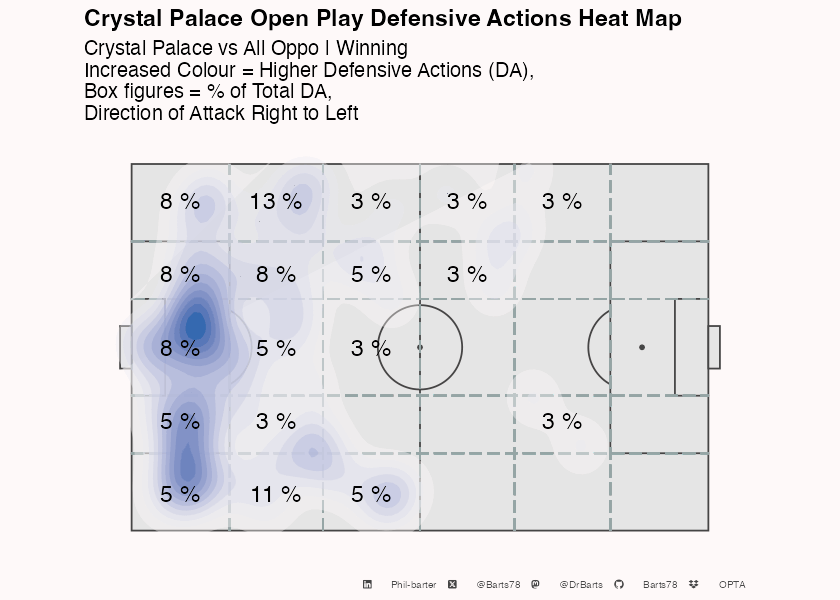 Crystal Palace Open Play Defensive Actions Heat Map
Crystal Palace vs All Oppo | Winning
Increased Colour = Higher Defensive Actions (DA),
Box figures = % of Total DA,
Direction of Attack Right to Left
8 % 13 % 3 % 3 % 3 %
8 % 8 % 5 % 3 %
8 % 5 % 3 %
5 % 3 % 3 %
5 % 11 % 5 %
Phil-barter @Barts78 @DrBarts Barts78 OPTA